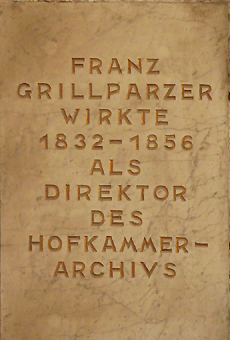 FRANZ
GRILLPARZER
WIRKTE
1832–1856
ALS
DIREKTOR
DES
HOFKAMMER–
ARCHIVS